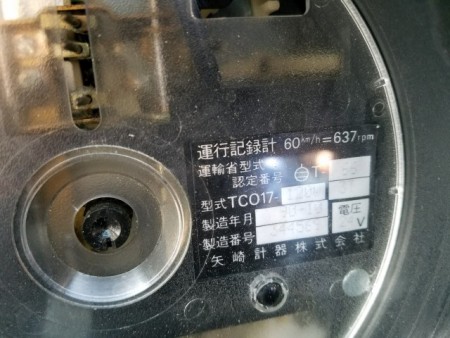 運行記録計 60km/h=637rpm
運輸省型式
認定番号 自T-
型式TCO17-
製造年月 電圧
製造番号 V
矢崎計器株式会社